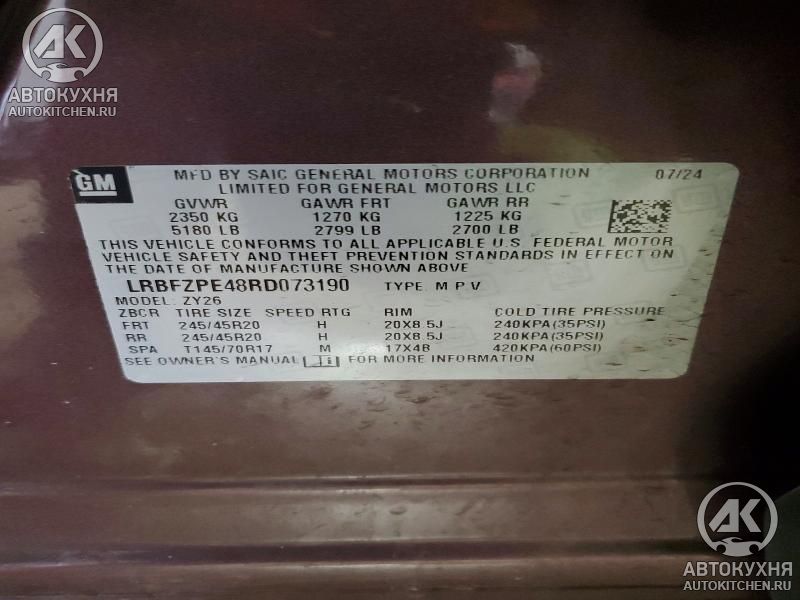 AK
АВТОКУХНЯ
AUTOKITCHEN.RU
GM
MFD BY SAIC GENERAL MOTORS CORPORATION 07/24
LIMITED FOR GENERAL MOTORS LLC
GVWR GAWR FRT GAWR RR
2350 KG 1270 KG 1225 KG
5180 LB 2799 LB 2700 LB
THIS VEHICLE CONFORMS TO ALL APPLICABLE U.S. FEDERAL MOTOR
VEHICLE SAFETY AND THEFT PREVENTION STANDARDS IN EFFECT ON
THE DATE OF MANUFACTURE SHOWN ABOVE
LRBFZPE48RD073190 TYPE: M P V
MODEL: ZY26
ZBCR TIRE SIZE SPEED RTG RIM COLD TIRE PRESSURE
FRT 245/45R20 H 20X8.5J 240KPA(35PSI)
RR 245/45R20 H 20X8.5J 240KPA(35PSI)
SPA T145/70R17 M 17X4B 420KPA(60PSI)
SEE OWNER'S MANUAL FOR MORE INFORMATION
AK
АВТОКУХНЯ
AUTOKITCHEN.RU